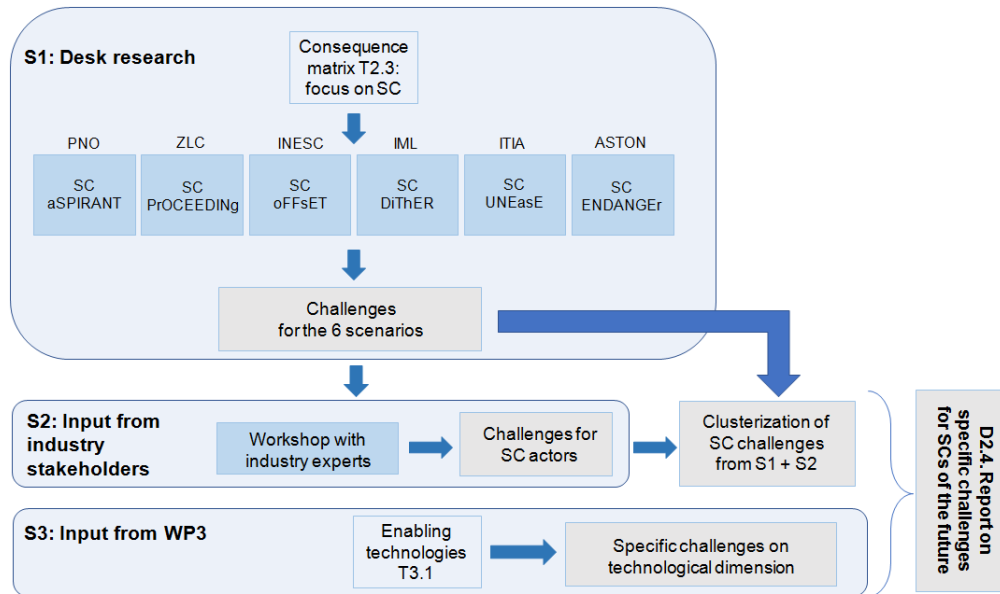 S1: Desk research
Consequence
matrix T2.3:
focus on SC
PNO
ZLC
INESC
IML
ITIA
ASTON
SC
aSPIRANT
SC
PrOCEEDINg
SC
oFFsET
SC
DiThER
SC
UNEasE
SC
ENDANGEr
Challenges
for the 6 scenarios
S2: Input from
industry
stakeholders
Workshop with
industry experts
Challenges for
SC actors
Clusterization of
SC challenges
from S1 + S2
S3: Input from WP3
Enabling
technologies
T3.1
Specific challenges on
technological dimension
D2.4. Report on
specific challenges
for SCs of the future